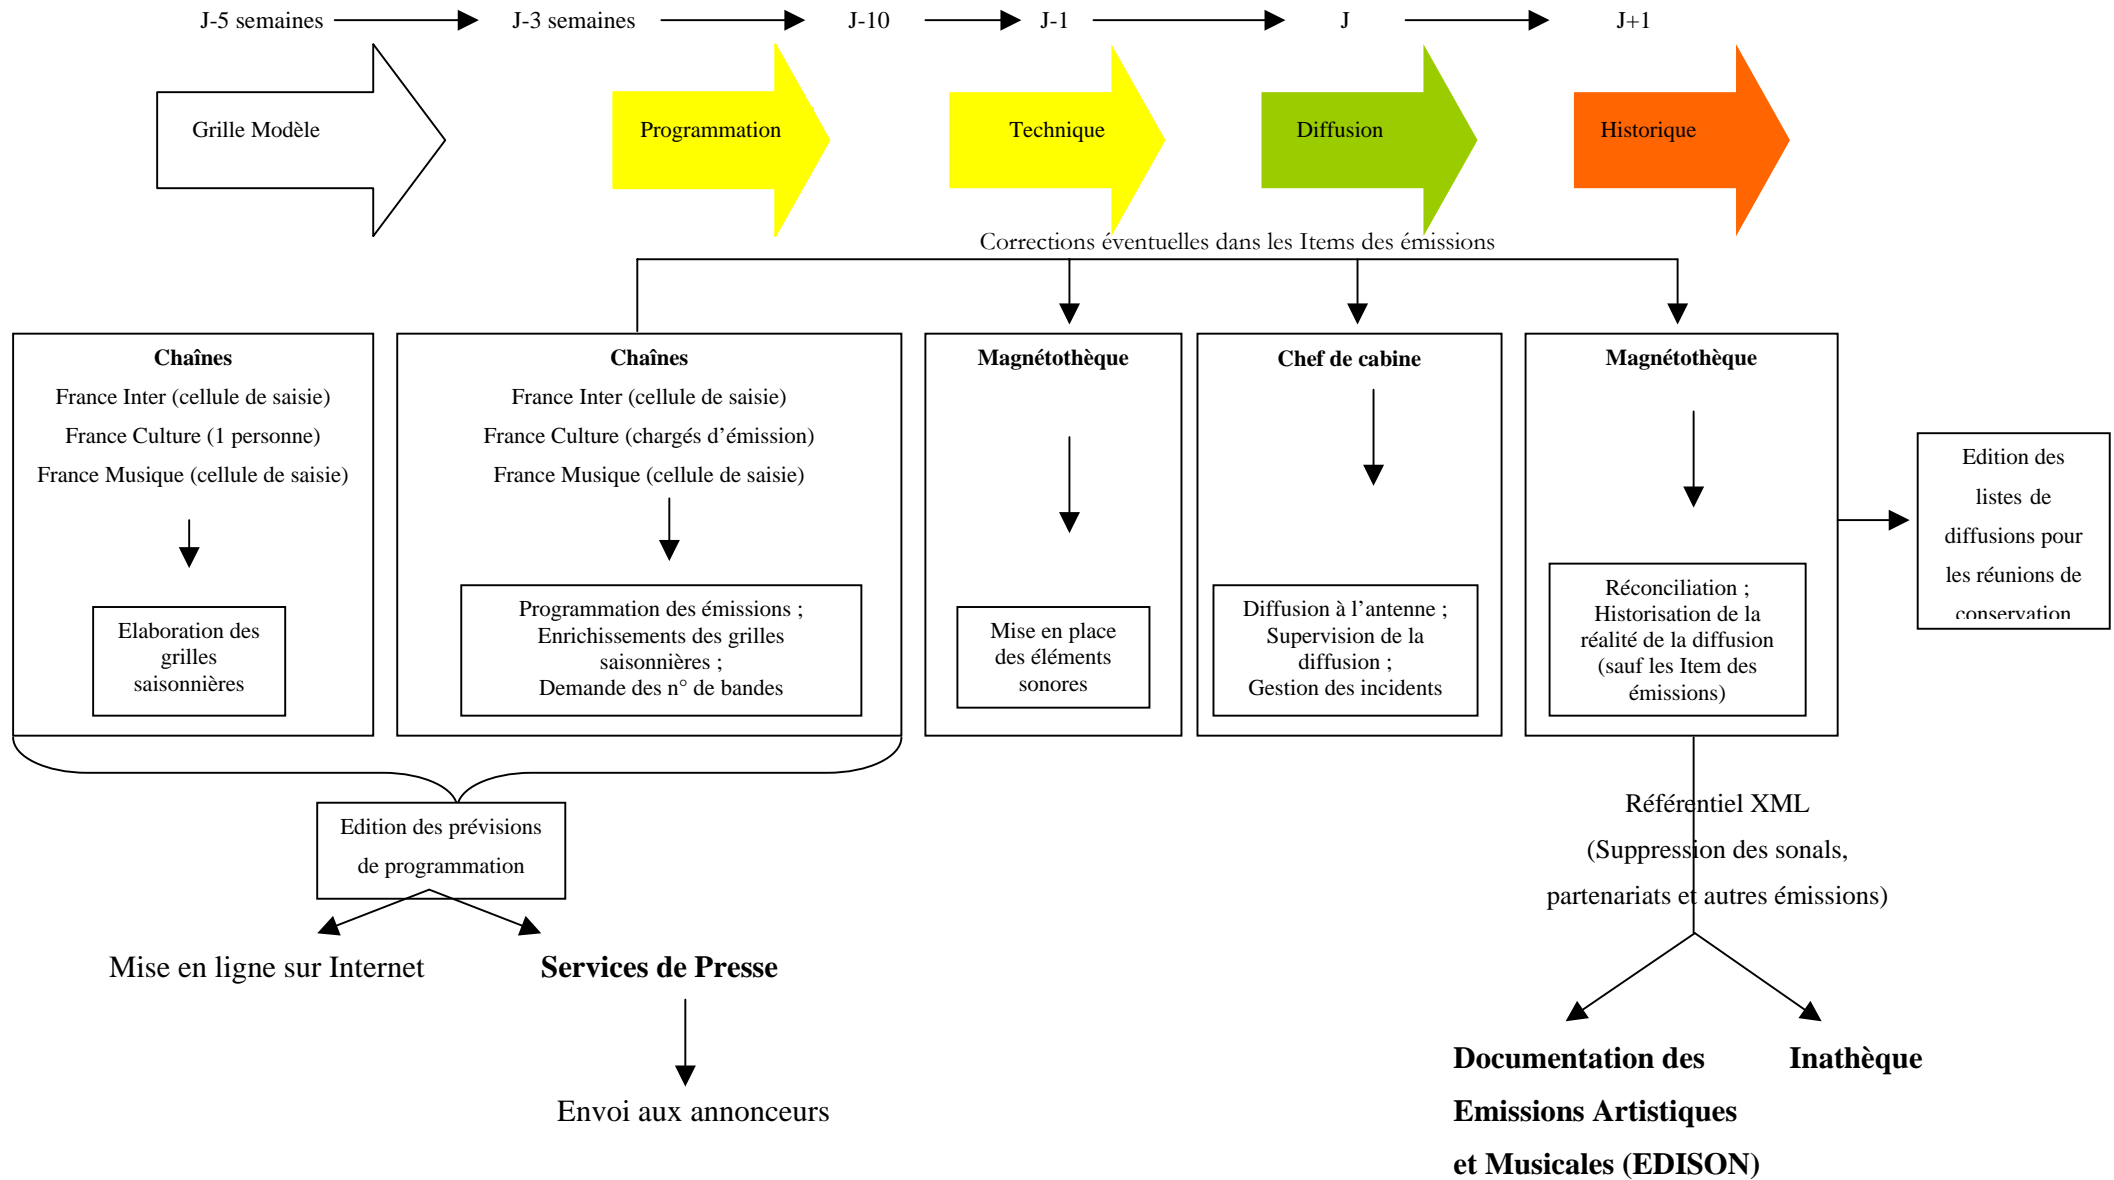 J-5 semaines
J-3 semaines
J-10
J-1
J
J+1
Grille Modèle
Programmation
Technique
Diffusion
Historique
Corrections éventuelles dans les Items des émissions
Chaînes
France Inter (cellule de saisie)
France Culture (1 personne)
France Musique (cellule de saisie)
Elaboration des
grilles
saisonnières
Chaînes
France Inter (cellule de saisie)
France Culture (chargés d’émission)
France Musique (cellule de saisie)
Programmation des émissions ;
Enrichissements des grilles
saisonnières ;
Demande des n° de bandes
Magnétothèque
Mise en place
des éléments
sonores
Chef de cabine
Diffusion à l’antenne ;
Supervision de la
diffusion ;
Gestion des incidents
Magnétothèque
Réconciliation ;
Historisation de la
réalité de la diffusion
(sauf les Item des
émissions)
Edition des
listes de
diffusions pour
les réunions de
conservation
Edition des prévisions
de programmation
Mise en ligne sur Internet
Services de Presse
Envoi aux annonceurs
Référentiel XML
(Suppression des sonals,
partenariats et autres émissions)
Documentation des
Emissions Artistiques
et Musicales (EDISON)
Inathèque